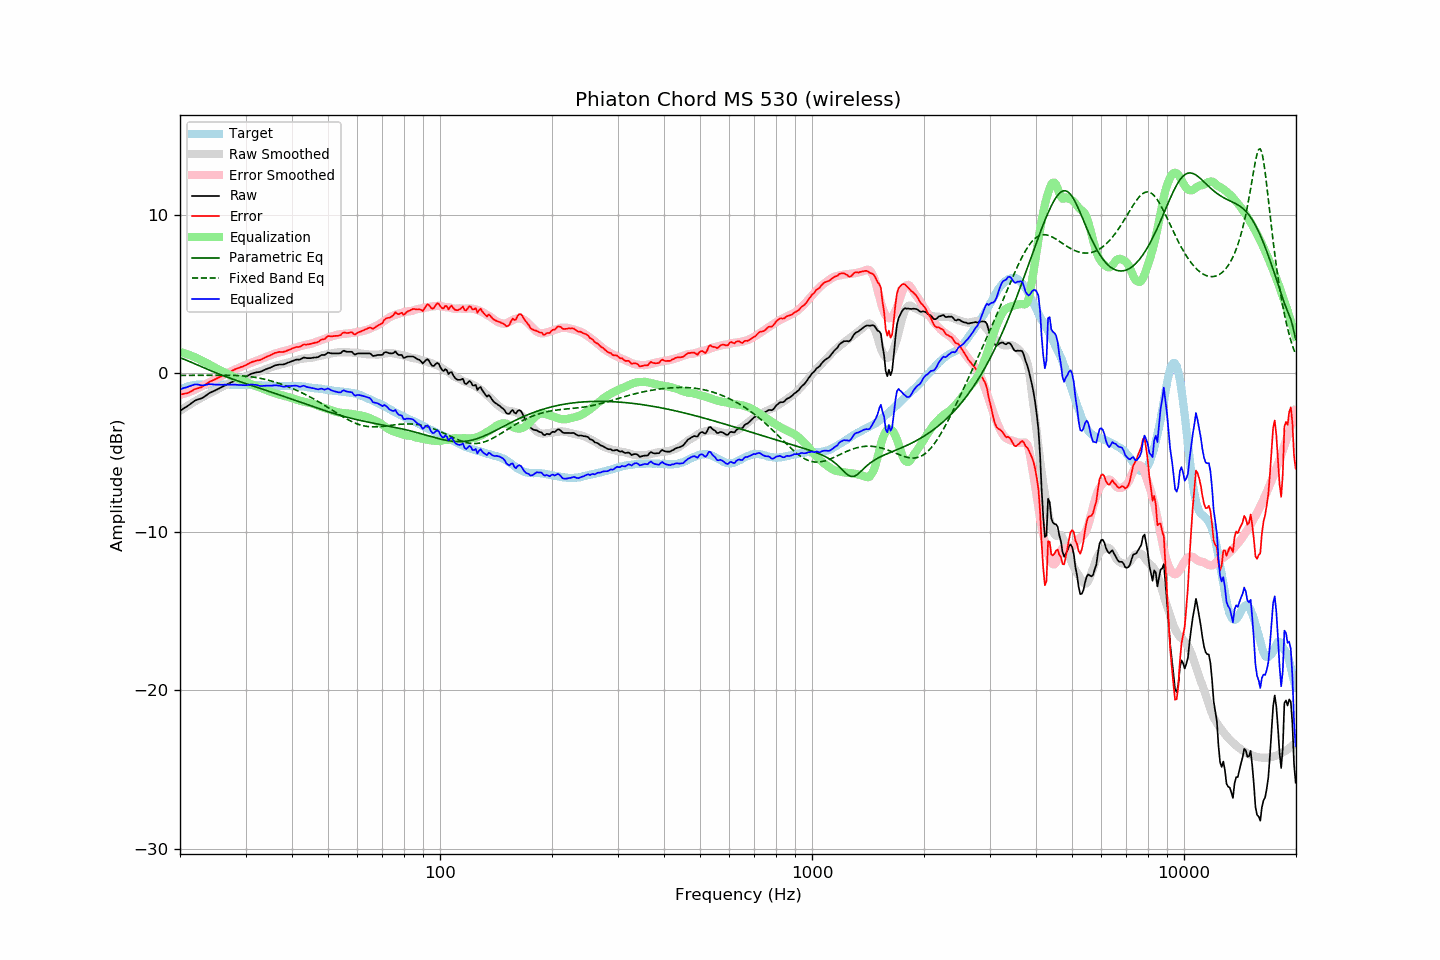 Phiaton Chord MS 530 (wireless)
Target
Raw Smoothed
Error Smoothed
Raw
Error
Equalization
Parametric Eq
Fixed Band Eq
Equalized
10
0
−10
−20
−30
Amplitude (dBr)
100
1000
10000
Frequency (Hz)